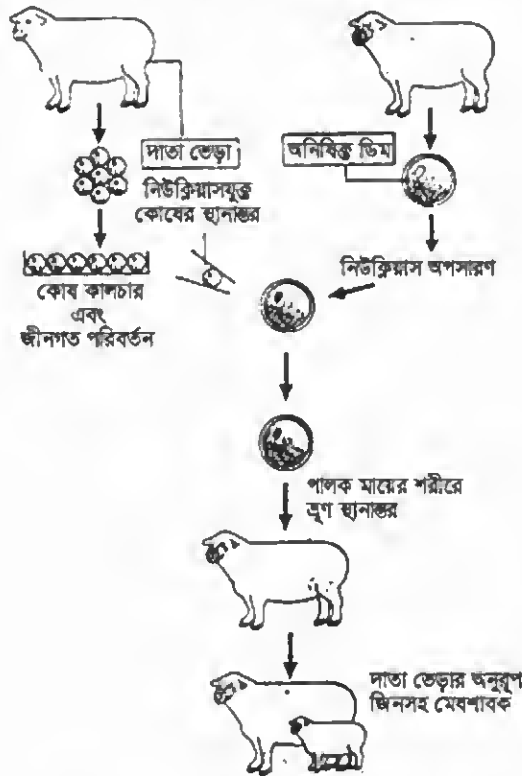 দাতা ভেড়া
অনিষিক্ত ডিম
নিউক্লিয়াসযুক্ত
কোষের স্থানান্তর
নিউক্লিয়াস অপসারণ
কোষ কালচার
এবং
জীনগত পরিবর্তন
পালক মায়ের শরীরে
ভ্রূণ স্থানান্তর
দাতা ভেড়ার অনুরূপ
জিনসহ মেষশাবক